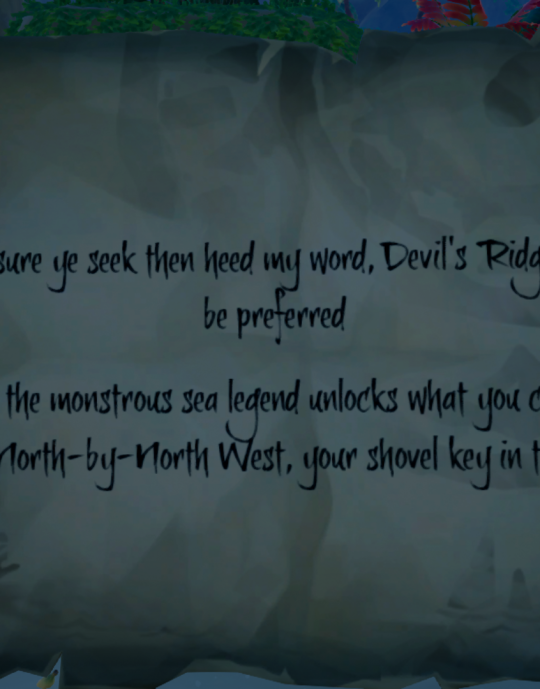 sure ye seek then heed my word, Devil's Ridg
be preferred
the monstrous sea legend unlocks what you
North-by-North West, your shovel key in t